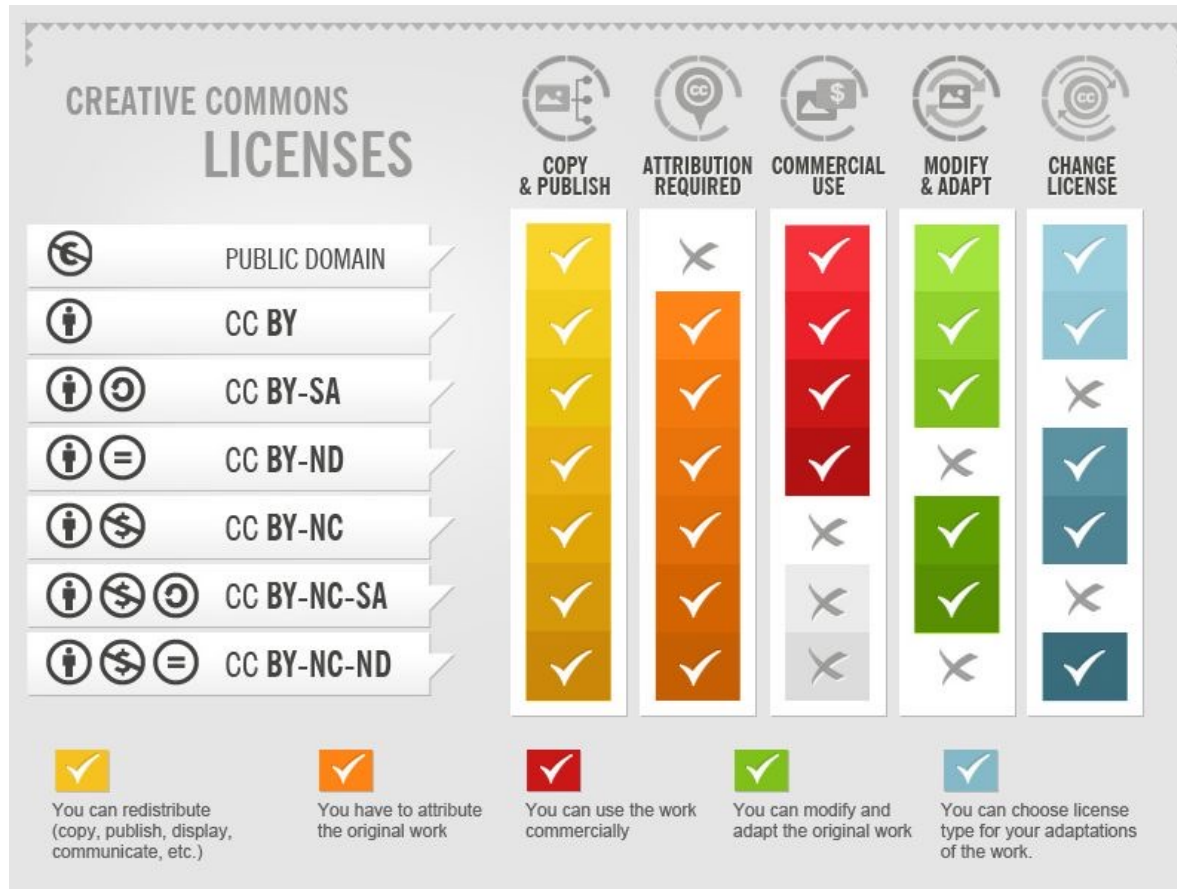 CREATIVE COMMONS
LICENSES
COPY
& PUBLISH
ATTRIBUTION
REQUIRED
COMMERCIAL
USE
MODIFY
& ADAPT
CHANGE
LICENSE
PUBLIC DOMAIN
CC BY
CC BY-SA
CC BY-ND
CC BY-NC
CC BY-NC-SA
CC BY-NC-ND
You can redistribute
(copy, publish, display,
communicate, etc.)
You have to attribute
the original work
You can use the work
commercially
You can modify and
adapt the original work
You can choose license
type for your adaptations
of the work.